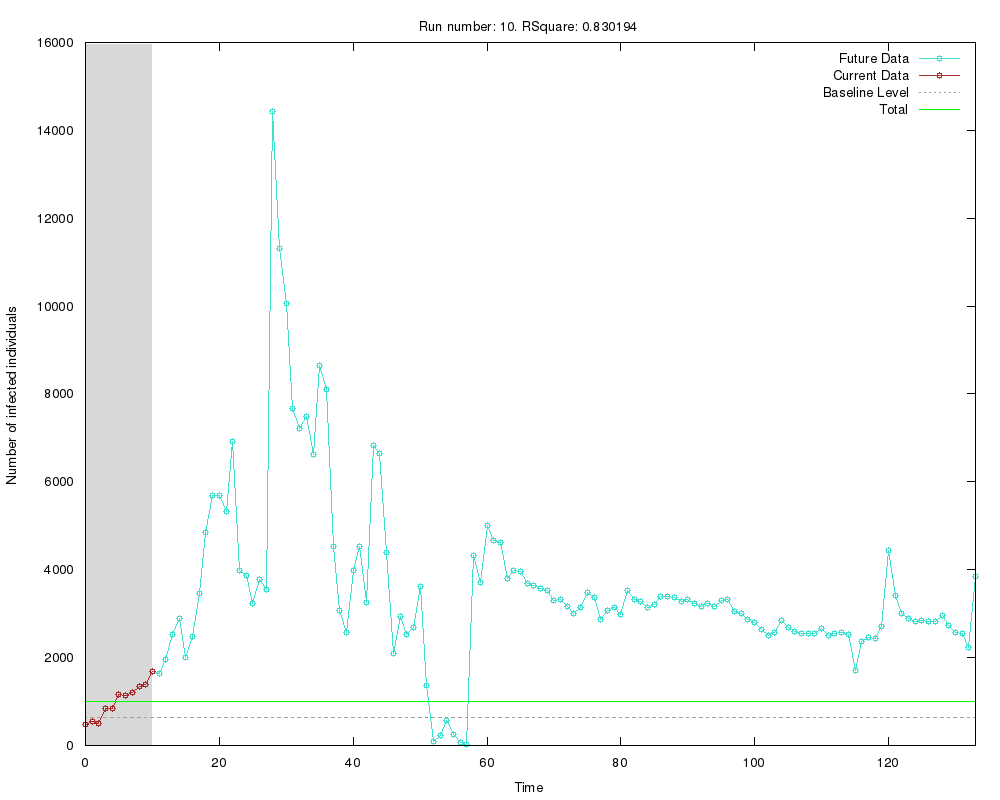 Run number: 10. RSquare: 0.830194
16000
14000
12000
10000
8000
6000
4000
2000
0
Number of infected individuals
Future Data
Current Data
Baseline Level
Total
0 20 40 60 80 100 120
Time